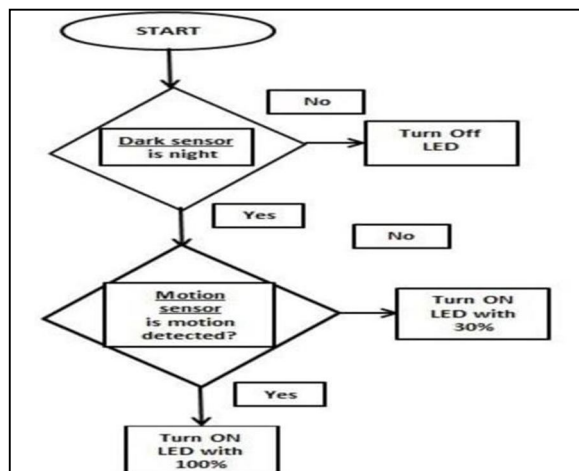 START
No
Dark sensor
is night
Turn Off
LED
Yes
No
Motion
sensor
is motion
detected?
Turn ON
LED with
30%
Yes
Turn ON
LED with
100%